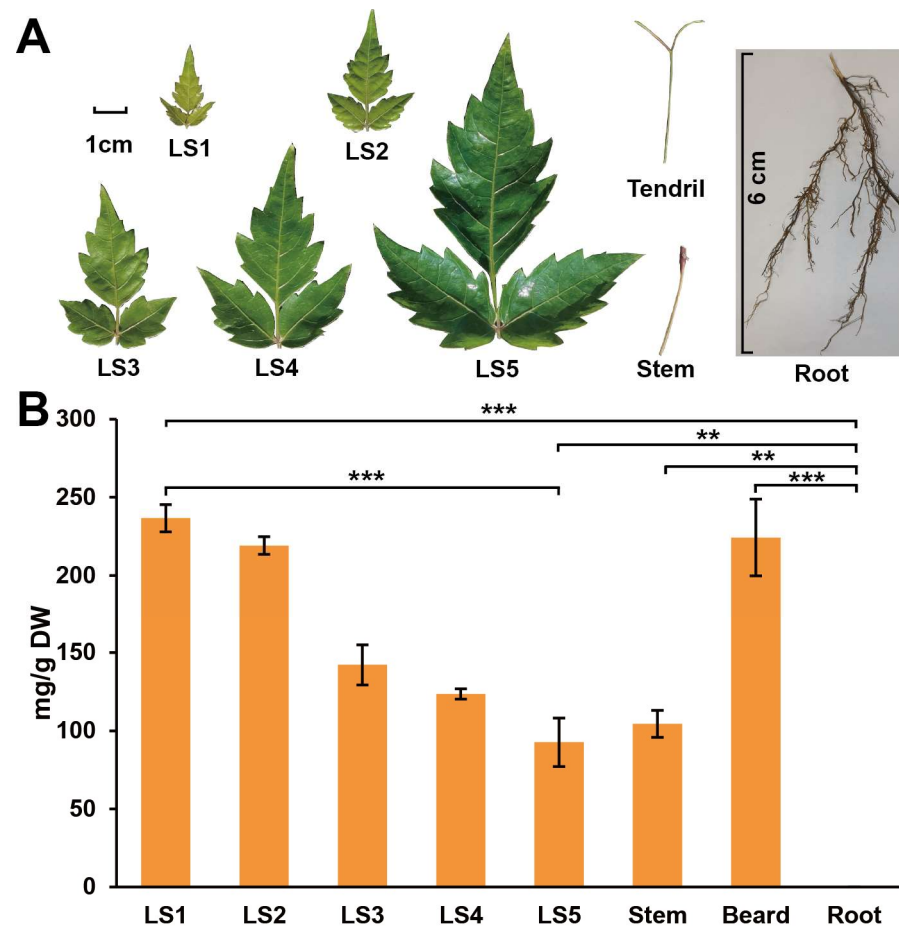 A
1cm
LS1
LS2
Tendril
6 cm
LS3
LS4
LS5
Stem
Root
B
mg/g DW
300
250
200
150
100
50
0
***
**
**
***
***
LS1 LS2 LS3 LS4 LS5 Stem Beard Root